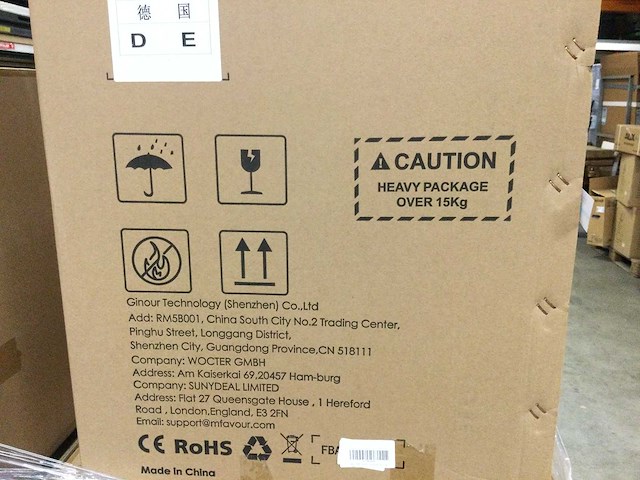 德 国
D E
CAUTION
HEAVY PACKAGE
OVER 15Kg
Ginour Technology (Shenzhen) Co.,Ltd
Add: RM5B001, China South City No.2 Trading Center,
Pinghu Street, Longgang District,
Shenzhen City, Guangdong Province,CN 518111
Company: WOCTER GMBH
Address: Am Kaiserkai 69,20457 Ham-burg
Company: SUNYDEAL LIMITED
Address: Flat 27 Queensgate House , 1 Hereford
Road , London,England, E3 2FN
Email: support@mfavour.com
CE RoHS
FBA
Made In China